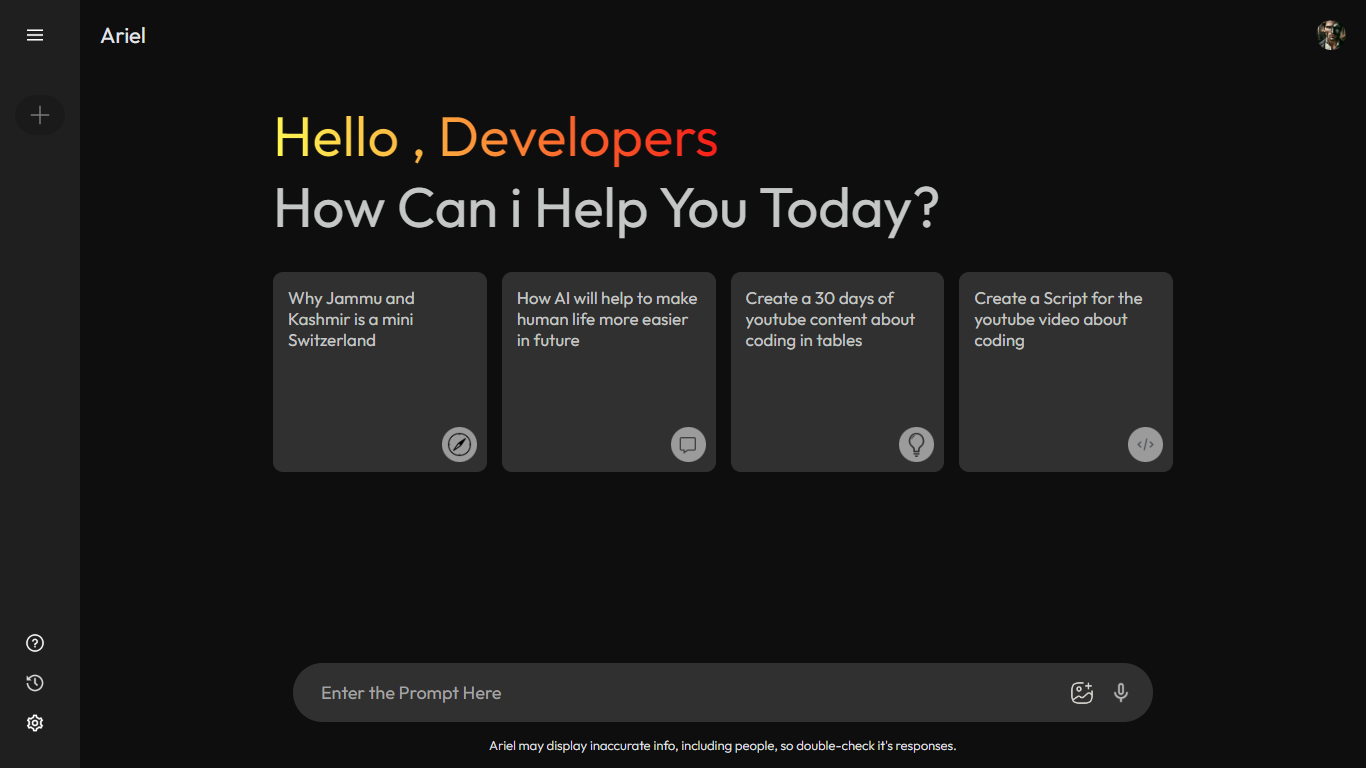 Ariel
Hello , Developers
How Can i Help You Today?
Why Jammu and
Kashmir is a mini
Switzerland
How AI will help to make
human life more easier
in future
Create a 30 days of
youtube content about
coding in tables
Create a Script for the
youtube video about
coding
Enter the Prompt Here
Ariel may display inaccurate info, including people, so double-check it's responses.